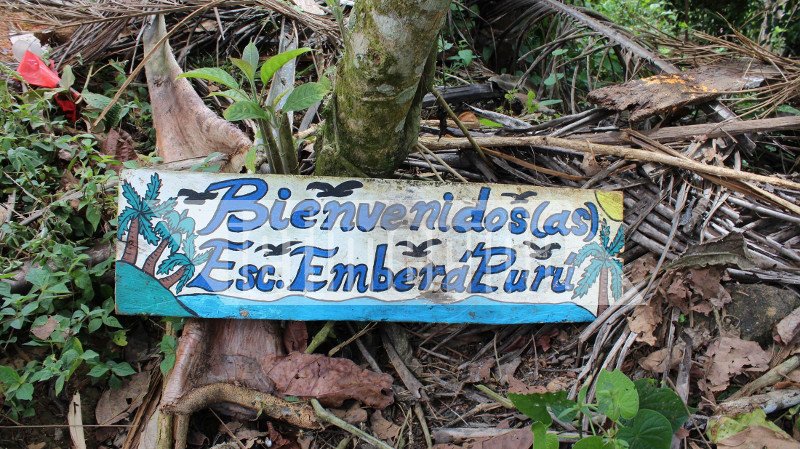 Bienvenidos(as)
Esc. Emberá Purú